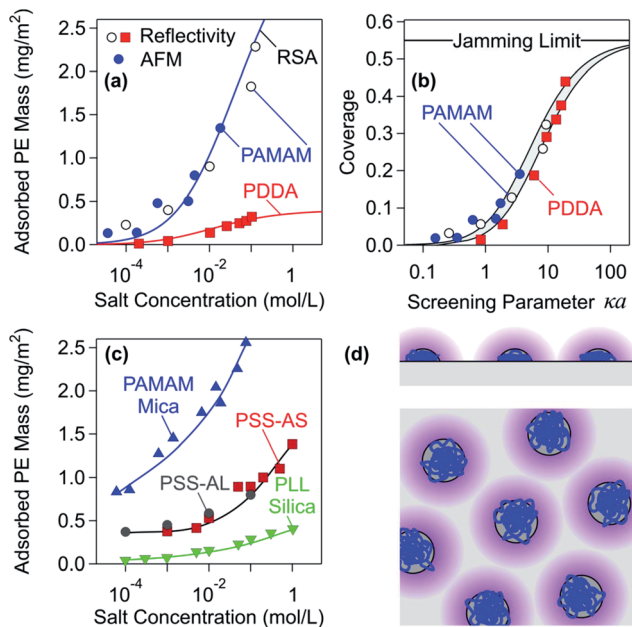 Adsorbed PE Mass (mg/m²)
2.5
2.0
1.5
1.0
0.5
0.0
(a)
Reflectivity
AFM
RSA
PAMAM
PDDA
10⁻⁴
10⁻²
1
Salt Concentration (mol/L)
Coverage
0.6
0.5
0.4
0.3
0.2
0.1
0.0
Jamming Limit
(b)
PAMAM
PDDA
0.1
1
10
100
Screening Parameter κa
Adsorbed PE Mass (mg/m²)
2.5
2.0
1.5
1.0
0.5
0.0
(c)
PAMAM
Mica
PSS-AS
PSS-AL
PLL
Silica
10⁻⁴
10⁻²
1
Salt Concentration (mol/L)
(d)